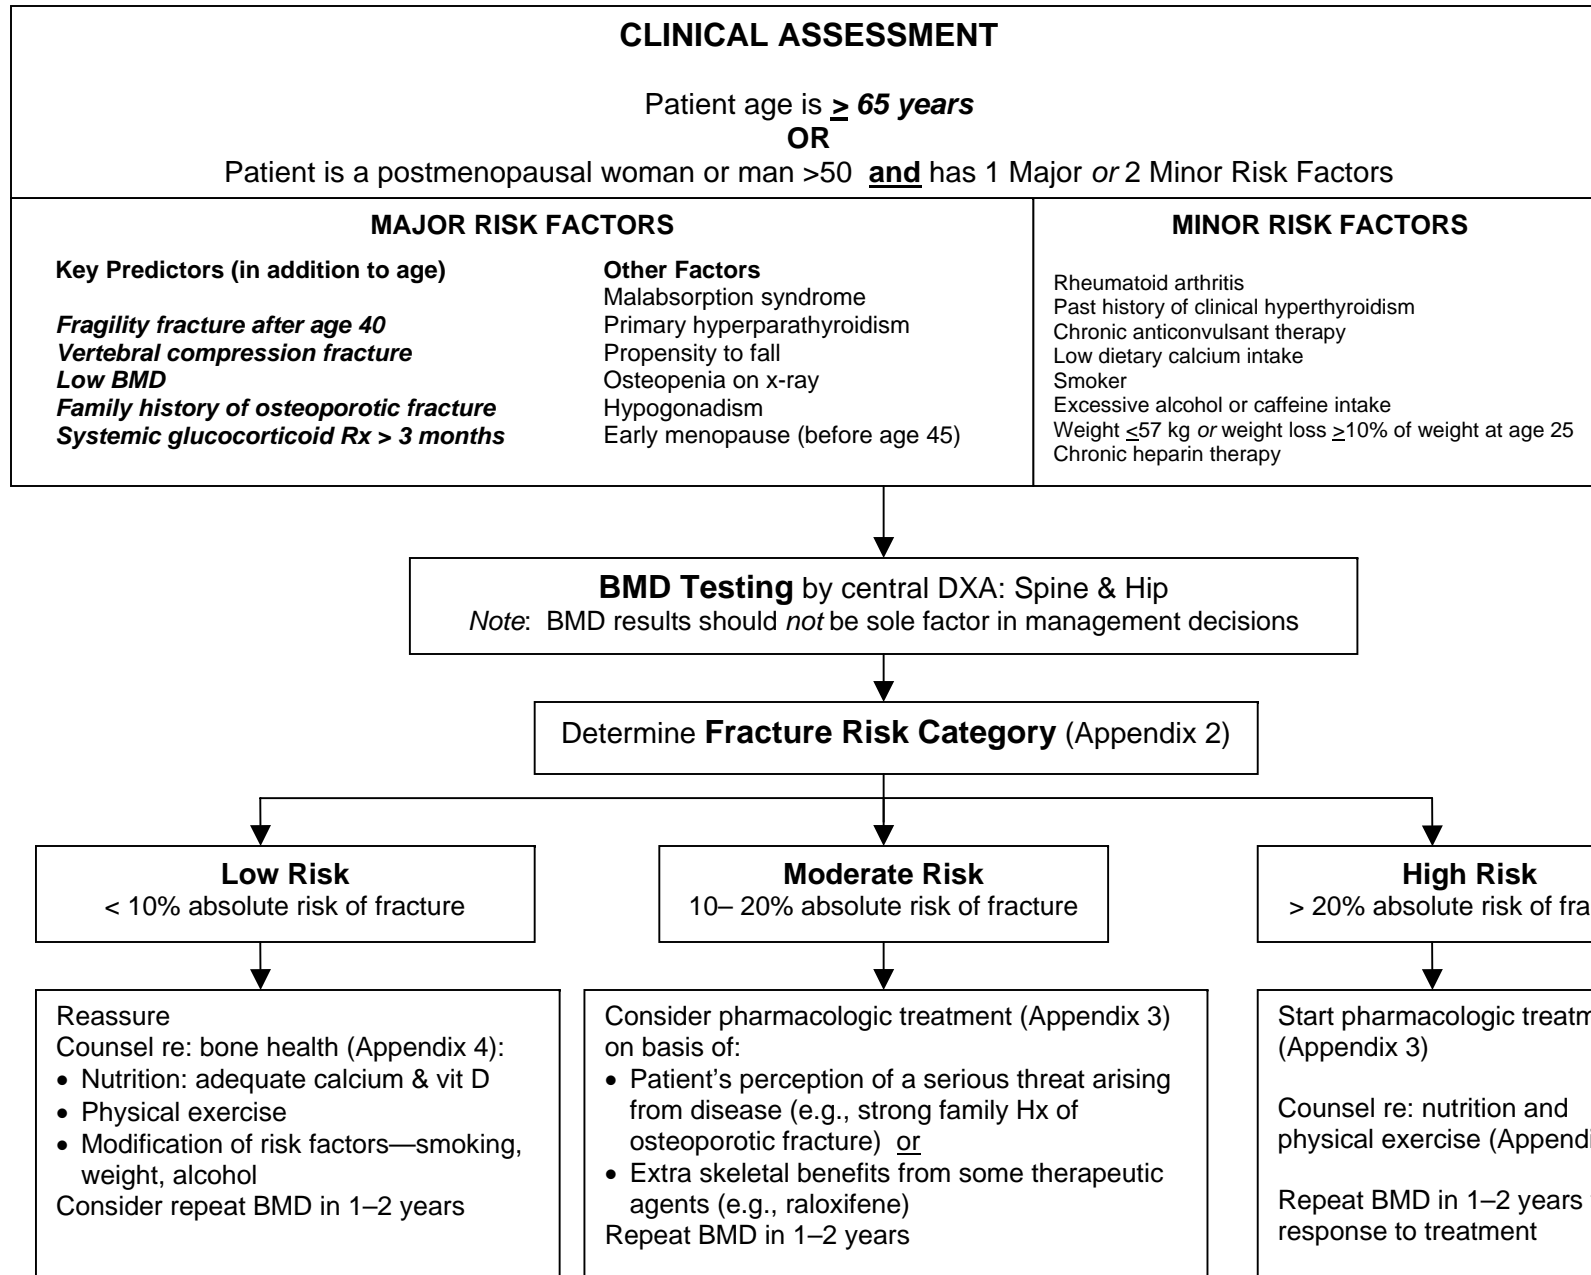 CLINICAL ASSESSMENT
Patient age is ≥ 65 years
OR
Patient is a postmenopausal woman or man >50 and has 1 Major or 2 Minor Risk Factors
MAJOR RISK FACTORS
Key Predictors (in addition to age)
Fragility fracture after age 40
Vertebral compression fracture
Low BMD
Family history of osteoporotic fracture
Systemic glucocorticoid Rx > 3 months
Other Factors
Malabsorption syndrome
Primary hyperparathyroidism
Propensity to fall
Osteopenia on x-ray
Hypogonadism
Early menopause (before age 45)
MINOR RISK FACTORS
Rheumatoid arthritis
Past history of clinical hyperthyroidism
Chronic anticonvulsant therapy
Low dietary calcium intake
Smoker
Excessive alcohol or caffeine intake
Weight ≤57 kg or weight loss ≥10% of weight at age 25
Chronic heparin therapy
BMD Testing by central DXA: Spine & Hip
Note: BMD results should not be sole factor in management decisions
Determine Fracture Risk Category (Appendix 2)
Low Risk
< 10% absolute risk of fracture
Moderate Risk
10– 20% absolute risk of fracture
High Risk
> 20% absolute risk of
Reassure
Counsel re: bone health (Appendix 4):
• Nutrition: adequate calcium & vit D
• Physical exercise
• Modification of risk factors—smoking,
weight, alcohol
Consider repeat BMD in 1–2 years
Consider pharmacologic treatment (Appendix 3)
on basis of:
• Patient's perception of a serious threat arising
from disease (e.g., strong family Hx of
osteoporotic fracture) or
• Extra skeletal benefits from some therapeutic
agents (e.g., raloxifene)
Repeat BMD in 1–2 years
Start pharmacologic
(Appendix 3)
Counsel re: nutrition and
physical exercise
Repeat BMD in 1–2 years
response to treatment